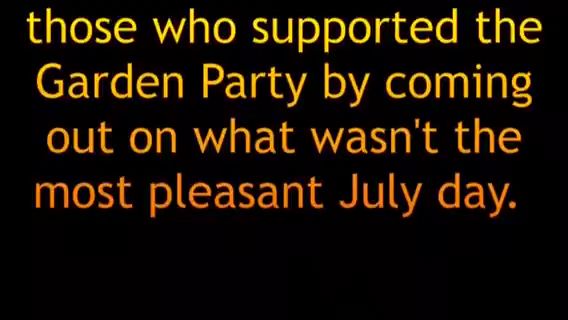 those who supported the
Garden Party by coming
out on what wasn't the
most pleasant July day.